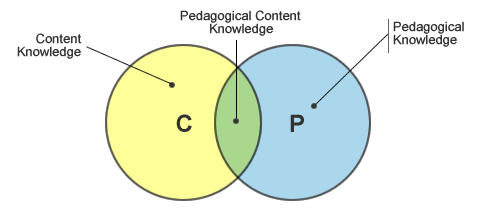 Pedagogical Content
Knowledge
Content
Knowledge
Pedagogical
Knowledge
C
P